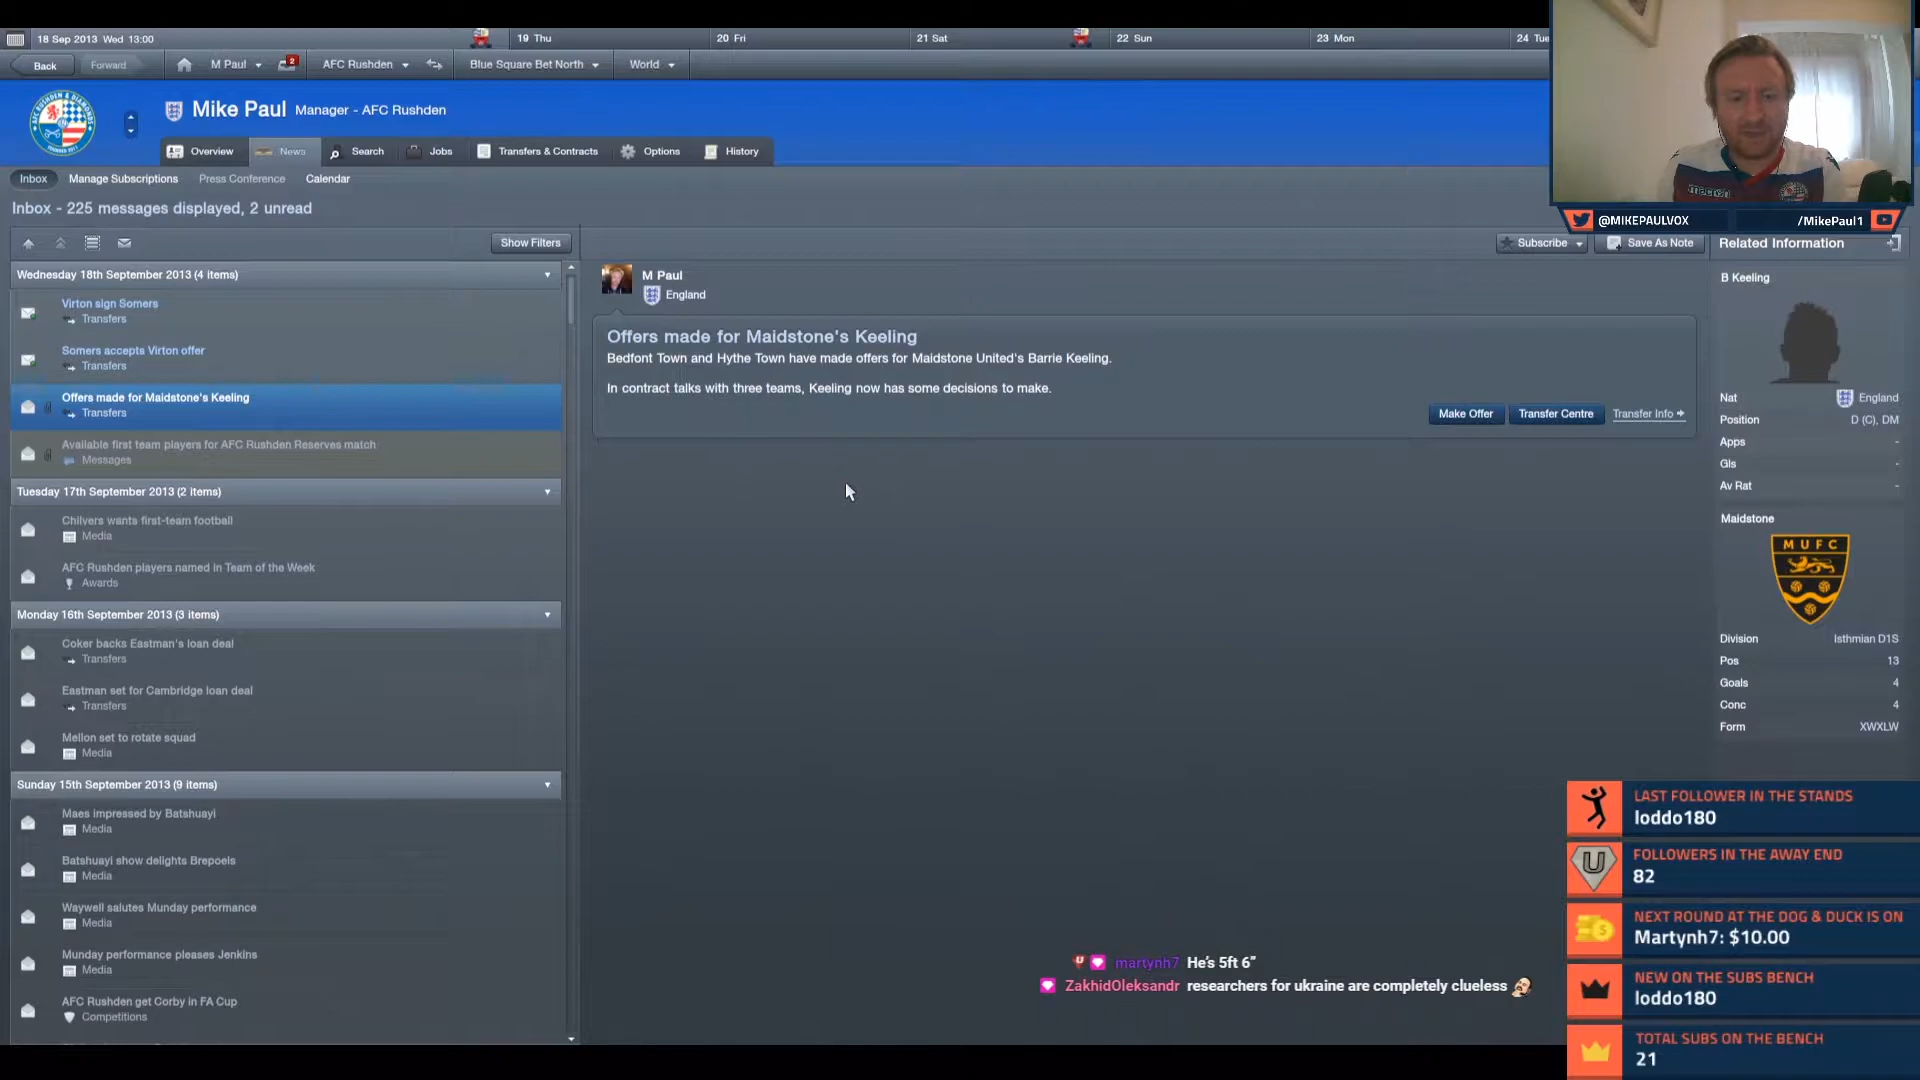 18 Sep 2013 Wed 13:00
19 Thu
20 Fri
21 Sat
22 Sun
23 Mon
24 Tue
Back
Forward
M Paul
2
AFC Rushden
Blue Square Bet North
World
Mike Paul Manager - AFC Rushden
Overview
News
Search
Jobs
Transfers & Contracts
Options
History
Inbox
Manage Subscriptions
Press Conference
Calendar
Inbox - 225 messages displayed, 2 unread
macron
@MIKEPAULVOX
/MikePaul1
Show Filters
Subscribe
Save As Note
Related Information
Wednesday 18th September 2013 (4 items)
Virton sign Somers
Transfers
Somers accepts Virton offer
Transfers
Offers made for Maidstone's Keeling
Transfers
Available first team players for AFC Rushden Reserves match
Messages
Tuesday 17th September 2013 (2 items)
Chilvers wants first-team football
Media
AFC Rushden players named in Team of the Week
Awards
Monday 16th September 2013 (3 items)
Coker backs Eastman's loan deal
Transfers
Eastman set for Cambridge loan deal
Transfers
Mellon set to rotate squad
Media
Sunday 15th September 2013 (9 items)
Maes impressed by Batshuayi
Media
Batshuayi show delights Brepoels
Media
Waywell salutes Munday performance
Media
Munday performance pleases Jenkins
Media
AFC Rushden get Corby in FA Cup
Competitions
M Paul
England
Offers made for Maidstone's Keeling
Bedfont Town and Hythe Town have made offers for Maidstone United's Barrie Keeling.
In contract talks with three teams, Keeling now has some decisions to make.
Make Offer
Transfer Centre
Transfer Info
B Keeling
Nat England
Position D (C), DM
Apps -
Gls -
Av Rat -
Maidstone
MUFC
Division Isthmian D1S
Pos 13
Goals 4
Conc 4
Form XWXLW
martynh7 He's 5ft 6"
ZakhidOleksandr researchers for ukraine are completely clueless
LAST FOLLOWER IN THE STANDS
loddo180
FOLLOWERS IN THE AWAY END
82
NEXT ROUND AT THE DOG & DUCK IS ON
Martynh7: $10.00
NEW ON THE SUBS BENCH
loddo180
TOTAL SUBS ON THE BENCH
21